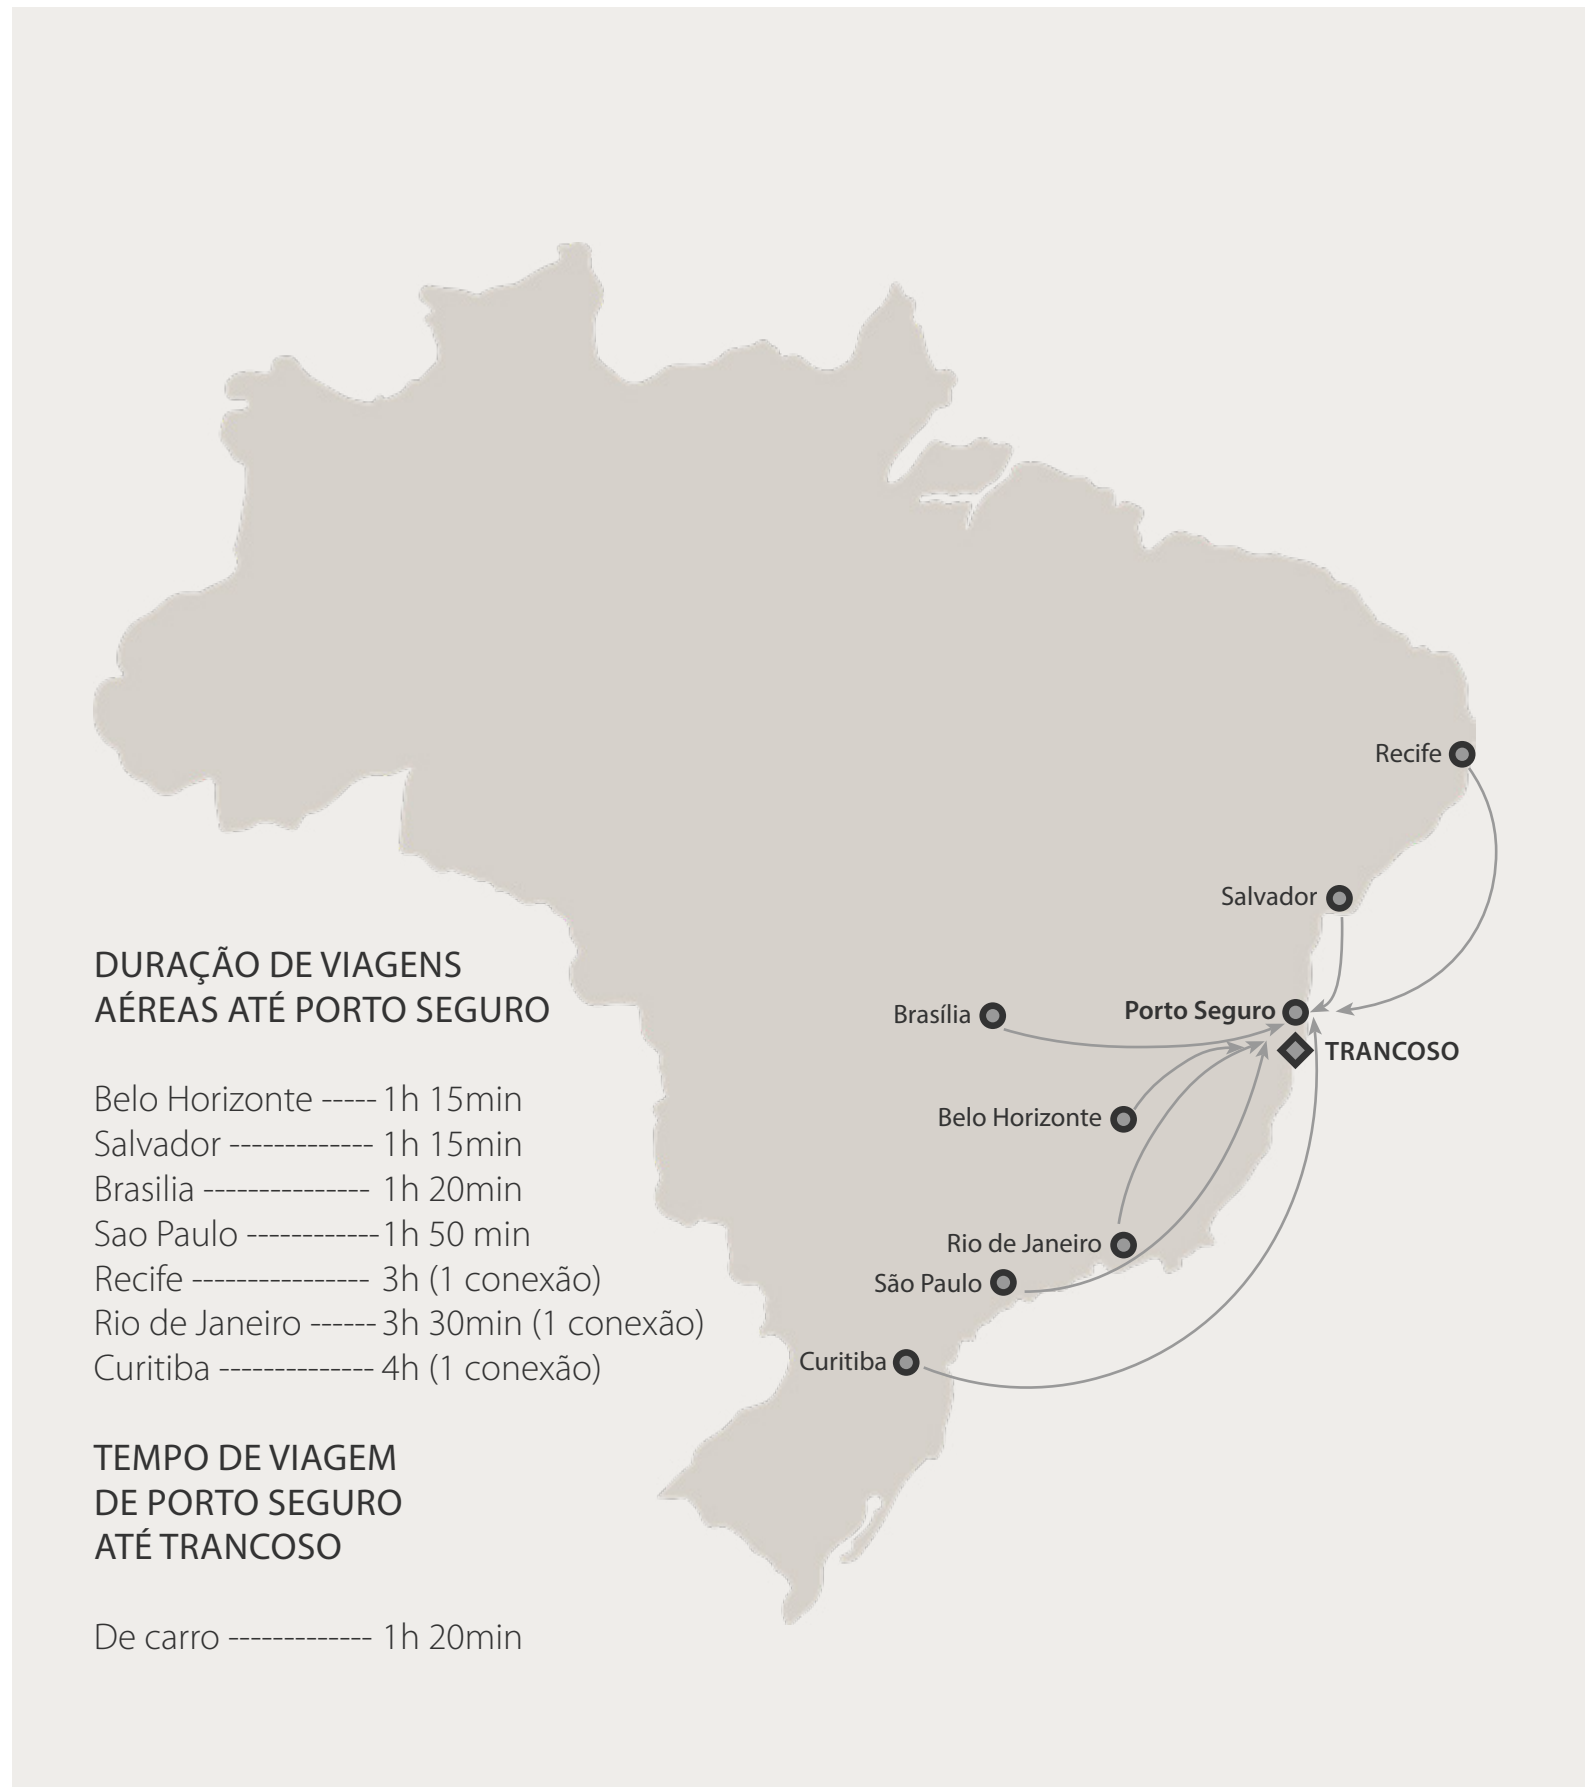 Recife
Salvador
Brasília
Porto Seguro
TRANCOSO
Belo Horizonte
Rio de Janeiro
São Paulo
Curitiba
DURAÇÃO DE VIAGENS
AÉREAS ATÉ PORTO SEGURO
Belo Horizonte ----- 1h 15min
Salvador ------------- 1h 15min
Brasilia --------------- 1h 20min
Sao Paulo ------------1h 50 min
Recife ---------------- 3h (1 conexão)
Rio de Janeiro ------ 3h 30min (1 conexão)
Curitiba -------------- 4h (1 conexão)
TEMPO DE VIAGEM
DE PORTO SEGURO
ATÉ TRANCOSO
De carro ------------- 1h 20min